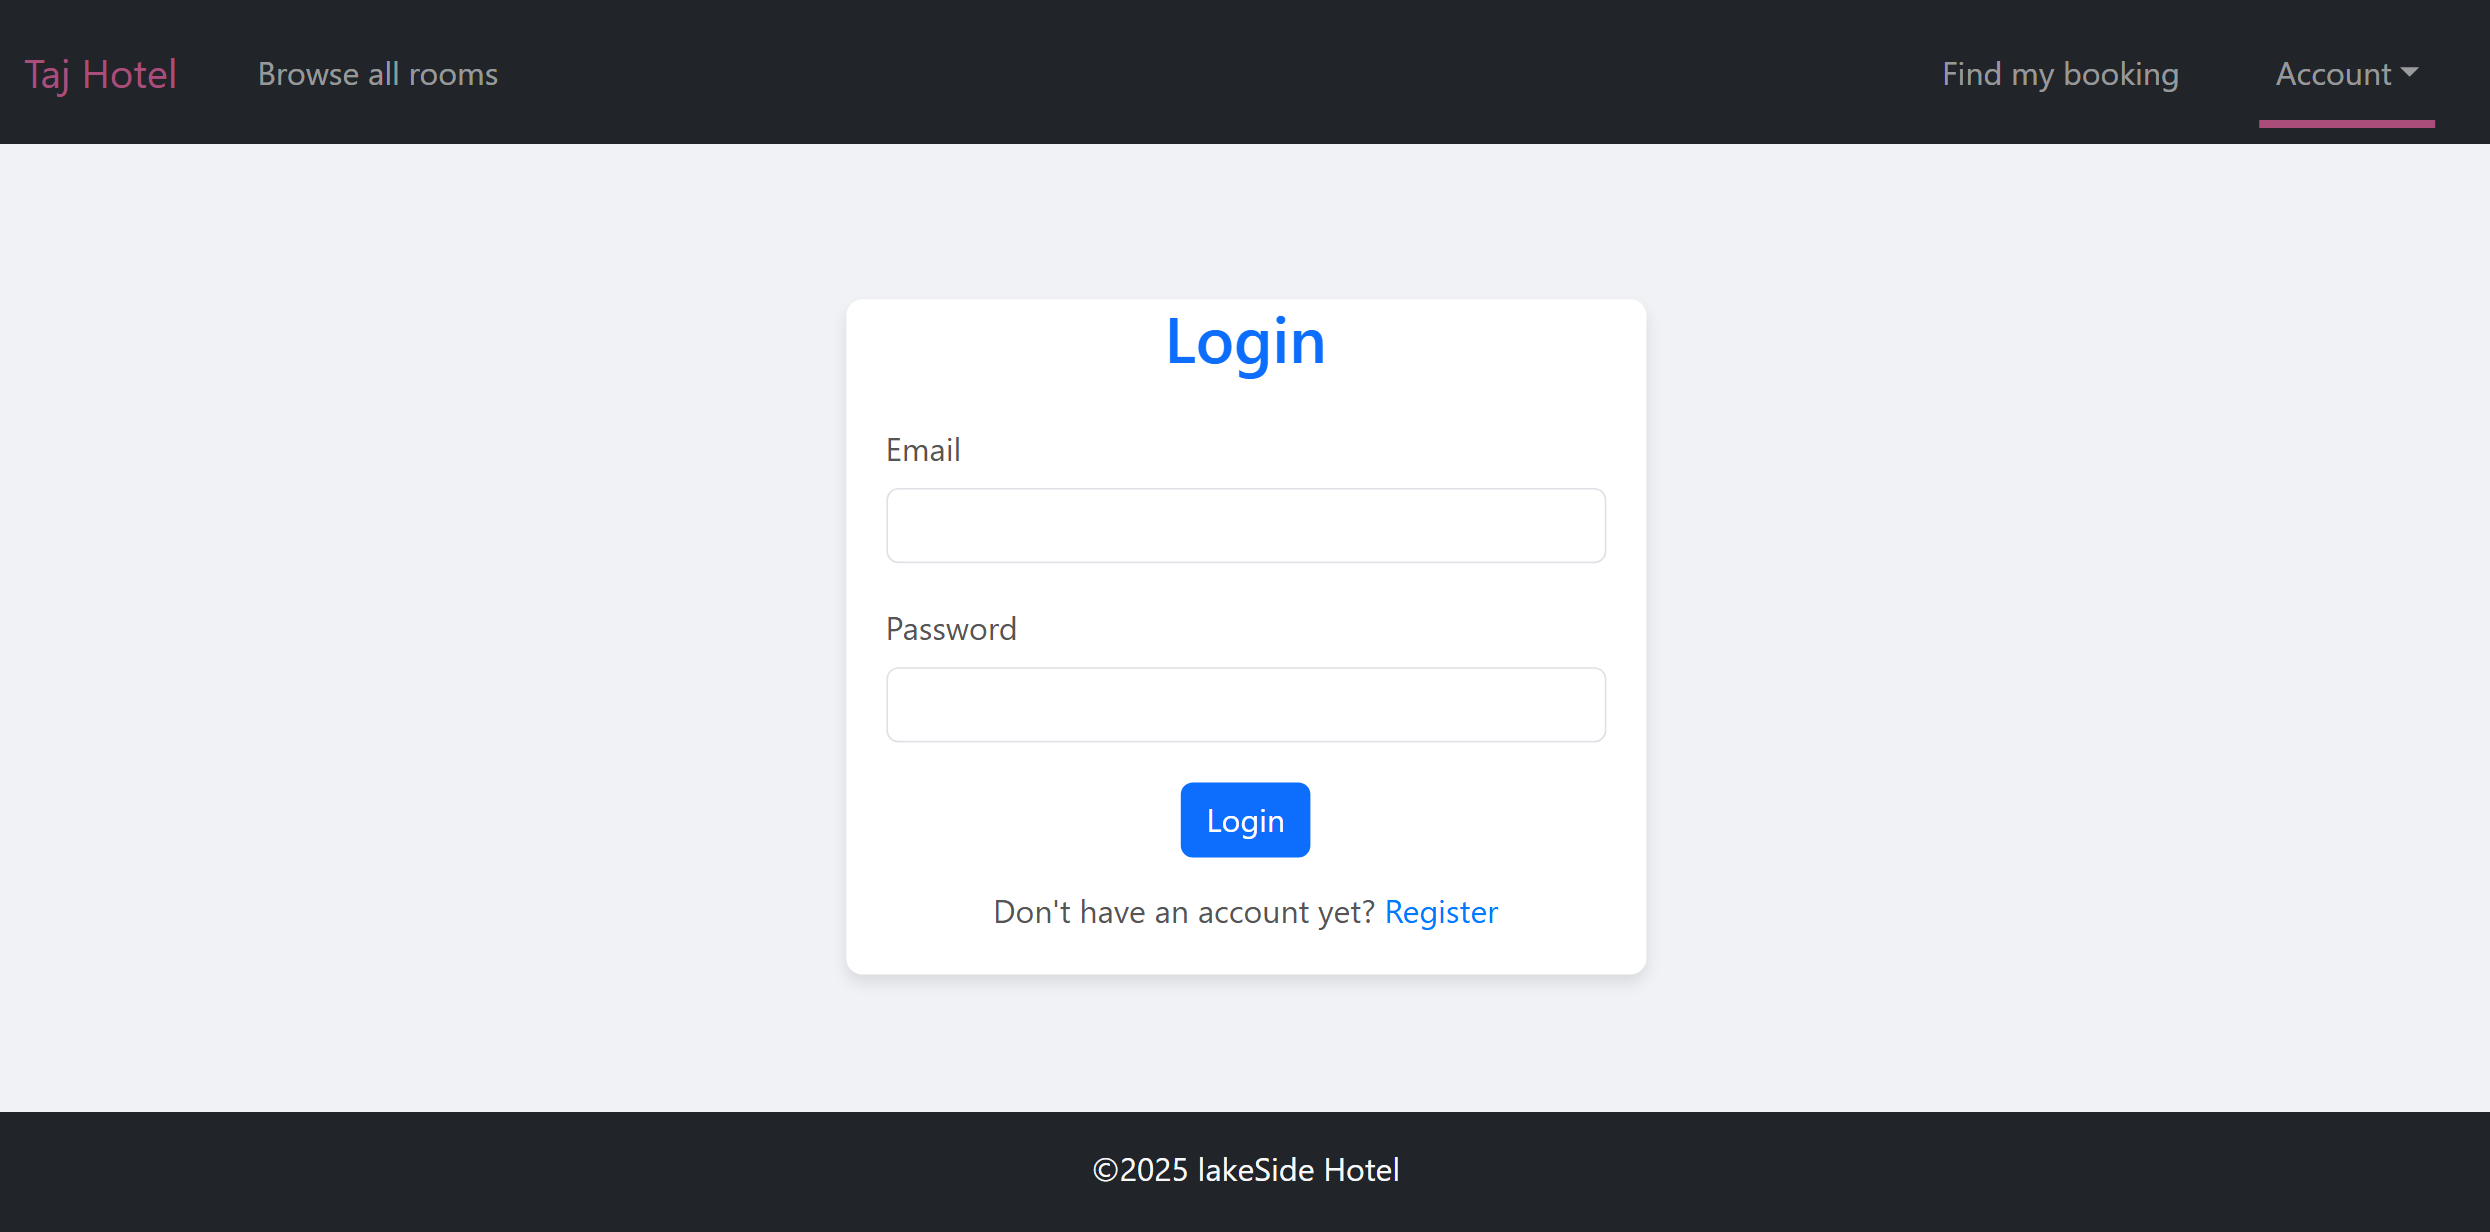 Taj Hotel Browse all rooms Find my booking Account
Login
Email
Password
Login
Don't have an account yet? Register
©2025 lakeSide Hotel